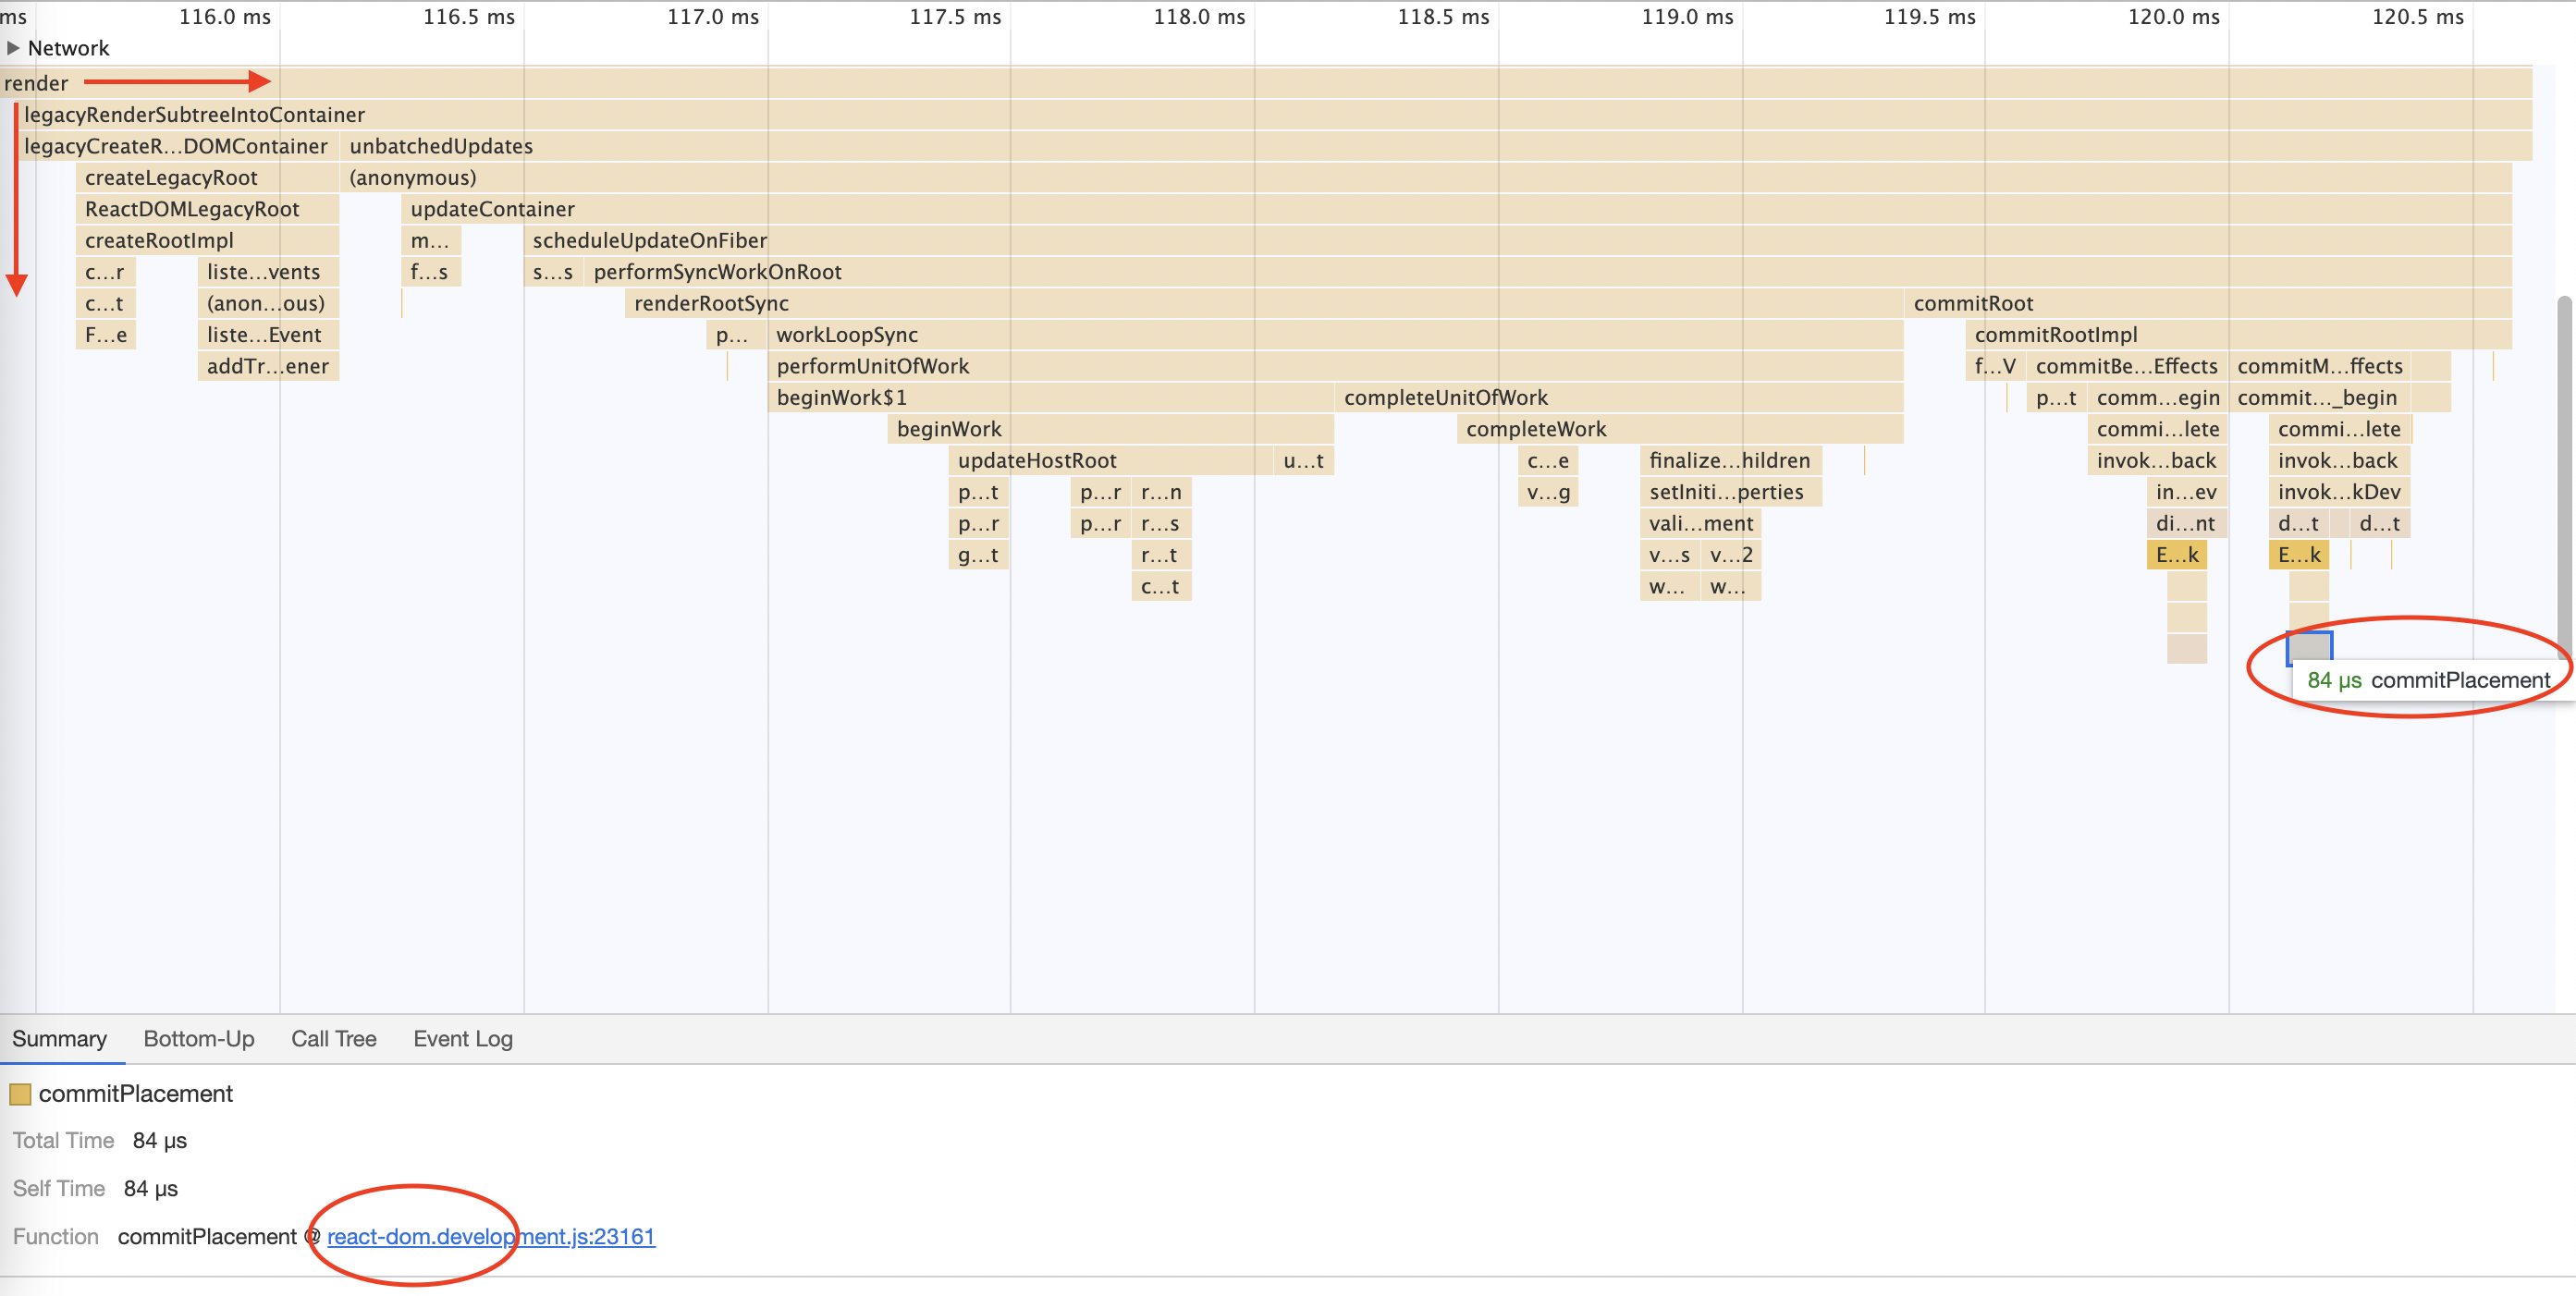 ms 116.0 ms 116.5 ms 117.0 ms 117.5 ms 118.0 ms 118.5 ms 119.0 ms 119.5 ms 120.0 ms 120.5 ms
Network
render
legacyRenderSubtreeIntoContainer
legacyCreateR...DOMContainer unbatchedUpdates
createLegacyRoot (anonymous)
ReactDOMLegacyRoot updateContainer
createRootImpl m... scheduleUpdateOnFiber
c...r liste...vents f...s s...s performSyncWorkOnRoot
c...t (anon...ous) renderRootSync commitRoot
F...e liste...Event p... workLoopSync commitRootImpl
addTr...ener performUnitOfWork f...V commitBe...Effects commitM...ffects
beginWork$1 completeUnitOfWork p...t comm...egin commit..._begin
beginWork completeWork commi...lete commi...lete
updateHostRoot u...t c...e finalize...hildren invok...back invok...back
p...t p...r r...n v...g setIniti...perties in...ev invok...kDev
p...r p...r r...s vali...ment di...nt d...t d...t
g...t r...t v...s v...2 E...k E...k
c...t w... w...
84 μs commitPlacement
Summary Bottom-Up Call Tree Event Log
commitPlacement
Total Time 84 μs
Self Time 84 μs
Function commitPlacement @ react-dom.development.js:23161